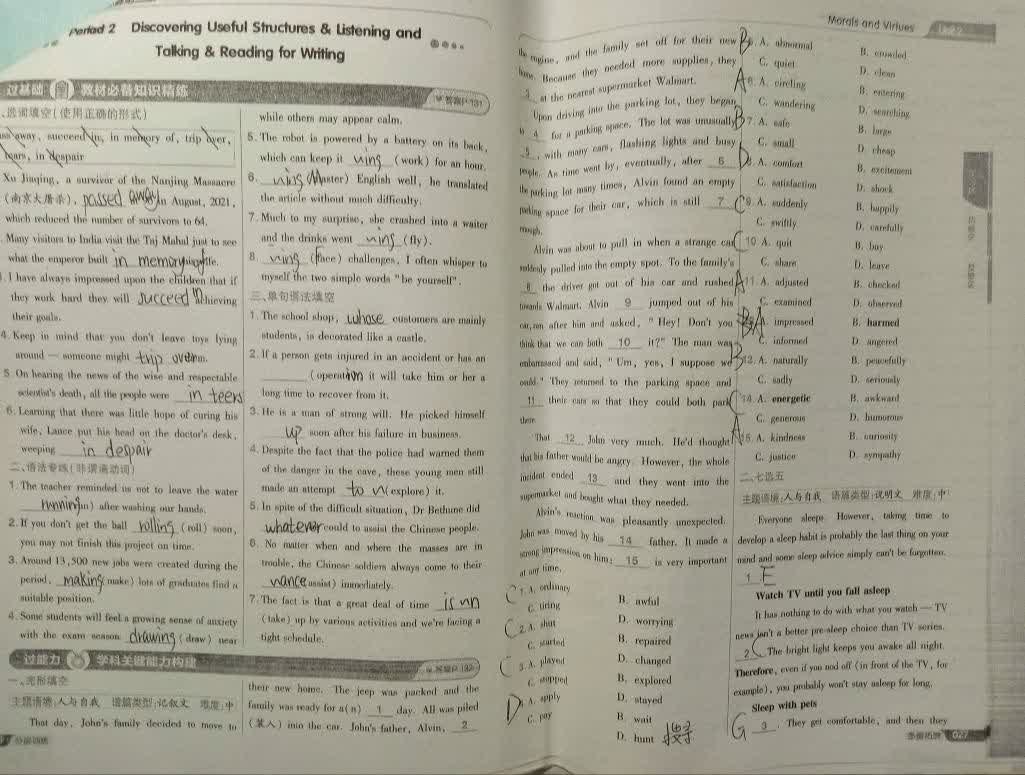 Period 2 Discovering Useful Structures & Listening and
Talking & Reading for Writing
过基础 教材必备知识精练
答案P.131
选词填空(使用正确的形式)
away, succeed in, in memory of, trip over,
tears, in despair
Xu Jiaqing, a survivor of the Nanjing Massacre
(南京大屠杀), passed away in August, 2021,
which reduced the number of survivors to 64.
Many visitors to India visit the Taj Mahal just to see
what the emperor built in memory wife.
I have always impressed upon the children that if
they work hard they will succeed in achieving
their goals.
4. Keep in mind that you don't leave toys lying
around — someone might trip over them.
5. On hearing the news of the wise and respectable
scientist's death, all the people were in teers
6. Learning that there was little hope of curing his
wife, Lance put his head on the doctor's desk,
weeping in despair
二、语法专练(非谓语动词)
1. The teacher reminded us not to leave the water
running after washing our hands.
2. If you don't get the ball rolling (roll) soon,
you may not finish this project on time.
3. Around 13,500 new jobs were created during the
period, making (make) lots of graduates find a
suitable position.
4. Some students will feel a growing sense of anxiety
with the exam season drawing (draw) near
while others may appear calm.
5. The robot is powered by a battery on its back,
which can keep it (work) for an hour.
6. (Master) English well, he translated
the article without much difficulty.
7. Much to my surprise, she crashed into a waiter
and the drinks went (fly).
8. (face) challenges, I often whisper to
myself the two simple words "be yourself".
三、单句语法填空
1. The school shop, whose customers are mainly
students, is decorated like a castle.
2. If a person gets injured in an accident or has an
(operation it will take him or her a
long time to recover from it.
3. He is a man of strong will. He picked himself
up soon after his failure in business.
4. Despite the fact that the police had warned them
of the danger in the cave, these young men still
made an attempt to (explore) it.
5. In spite of the difficult situation, Dr Bethune did
whatever could to assist the Chinese people.
6. No matter when and where the masses are in
trouble, the Chinese soldiers always come to their
(assist) immediately.
7. The fact is that a great deal of time is
(take) up by various activities and we're facing a
tight schedule.
过能力 学科关键能力构建
答案P.132
一、完形填空
主题语境:人与自我 语篇类型:记叙文 难度:中
That day, John's family decided to move to
their new home. The jeep was packed and the
family was ready for a(n) 1 day. All was piled
(装入) into the car. John's father, Alvin, 2
Morals and Virtues
the engine, and the family set off for their new
home. Because they needed more supplies, they
3 at the nearest supermarket Walmart.
Upon driving into the parking lot, they began
to 4 for a parking space. The lot was unusually
5, with many cars, flashing lights and busy
people. As time went by, eventually, after 6
the parking lot many times, Alvin found an empty
parking space for their car, which is still 7
enough.
Alvin was about to pull in when a strange car
suddenly pulled into the empty spot. To the family's
8 the driver got out of his car and rushed
towards Walmart. Alvin 9 jumped out of his
car, ran after him and asked, "Hey! Don't you
think that we can both 10 it?" The man was
embarrassed and said, "Um, yes, I suppose we
could." They returned to the parking space and
11 their cars so that they could both park
there.
That 12 John very much. He'd thought
that his father would be angry. However, the whole
incident ended 13 and they went into the
supermarket and bought what they needed.
Alvin's reaction was pleasantly unexpected.
John was moved by his 14 father. It made a
strong impression on him: 15 is very important
at any time.
C 1. A. ordinary B. awful
C. tiring D. worrying
C 2. A. shut B. repaired
C. started D. changed
C 3. A. played B. explored
C. stopped D. stayed
D 4. A. apply B. wait
C. pay D. hunt 搜寻
B 5. A. abnormal B. crowded
C. quiet D. clean
A 6. A. circling B. entering
C. wandering D. searching
B 7. A. safe B. large
C. small D. cheap
A. comfort B. excitement
C. satisfaction D. shock
C 9. A. suddenly B. happily
C. swiftly D. carefully
C 10 A. quit B. buy
C. share D. leave
A 11 A. adjusted B. checked
C. examined D. observed
A. impressed B. harmed
C. informed D. angered
B A. naturally B. peacefully
C. sadly D. seriously
C 14 A. energetic B. awkward
C. generous D. humorous
A 15. A. kindness B. curiosity
C. justice D. sympathy
二、七选五
主题语境:人与自我 语篇类型:说明文 难度:中
Everyone sleeps. However, taking time to
develop a sleep habit is probably the last thing on your
mind and some sleep advice simply can't be forgotten.
1 E
Watch TV until you fall asleep
It has nothing to do with what you watch — TV
news isn't a better pre-sleep choice than TV series.
2 C The bright light keeps you awake all night.
Therefore, even if you nod off (in front of the TV, for
example), you probably won't stay asleep for long.
Sleep with pets
G 3. They get comfortable, and then they
027